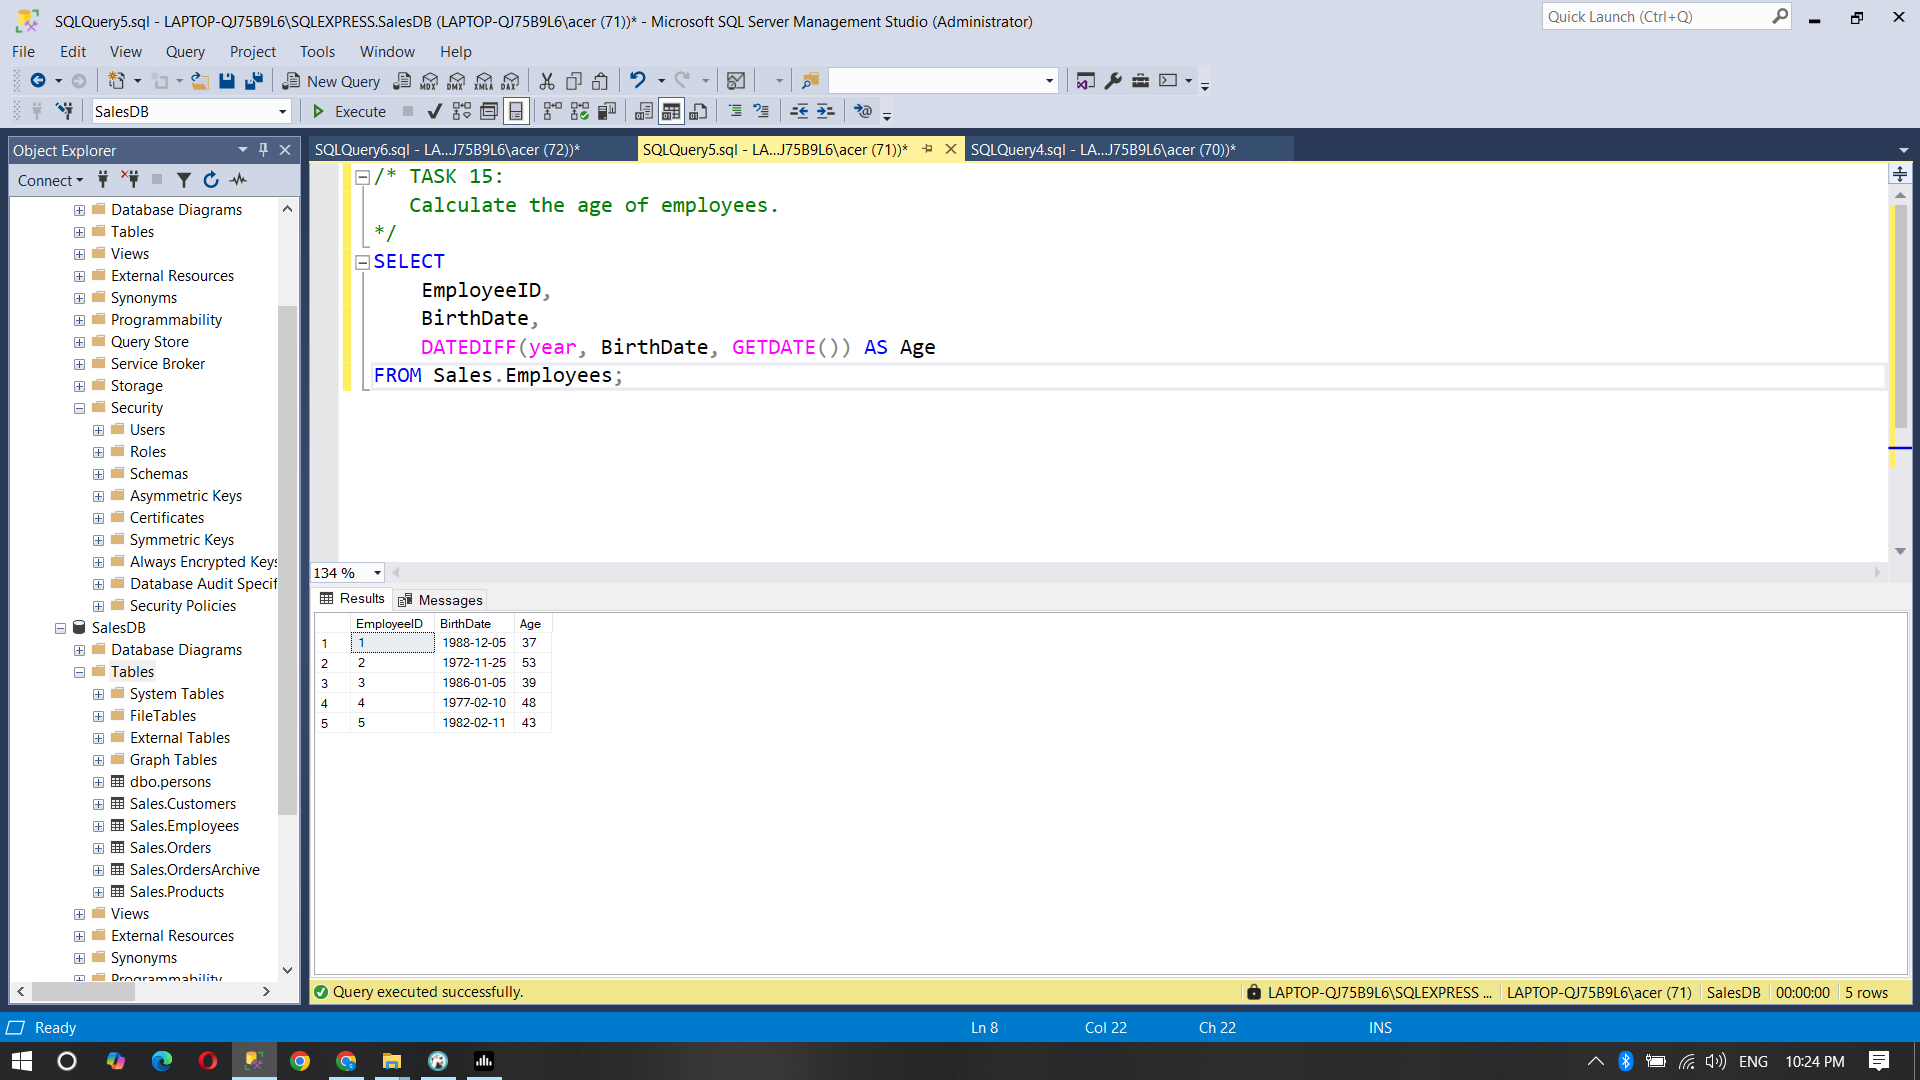 SQLQuery5.sql - LAPTOP-QJ75B9L6\SQLEXPRESS.SalesDB (LAPTOP-QJ75B9L6\acer (71))* - Microsoft SQL Server Management Studio (Administrator)
Quick Launch (Ctrl+Q)
File Edit View Query Project Tools Window Help
New Query MDX DMX XMLA DAX
SalesDB Execute
Object Explorer
SQLQuery6.sql - LA...J75B9L6\acer (72))* SQLQuery5.sql - LA...J75B9L6\acer (71))* SQLQuery4.sql - LA...J75B9L6\acer (70))*
Connect
Database Diagrams
Tables
Views
External Resources
Synonyms
Programmability
Query Store
Service Broker
Storage
Security
Users
Roles
Schemas
Asymmetric Keys
Certificates
Symmetric Keys
Always Encrypted Keys
Database Audit Specif
Security Policies
SalesDB
Database Diagrams
Tables
System Tables
FileTables
External Tables
Graph Tables
dbo.persons
Sales.Customers
Sales.Employees
Sales.Orders
Sales.OrdersArchive
Sales.Products
Views
External Resources
Synonyms
Programmability
/* TASK 15:
Calculate the age of employees.
*/
SELECT
EmployeeID,
BirthDate,
DATEDIFF(year, BirthDate, GETDATE()) AS Age
FROM Sales.Employees;
134 %
Results Messages
EmployeeID BirthDate Age
1 1 1988-12-05 37
2 2 1972-11-25 53
3 3 1986-01-05 39
4 4 1977-02-10 48
5 5 1982-02-11 43
Query executed successfully. LAPTOP-QJ75B9L6\SQLEXPRESS ... LAPTOP-QJ75B9L6\acer (71) SalesDB 00:00:00 5 rows
Ready Ln 8 Col 22 Ch 22 INS
ENG 10:24 PM